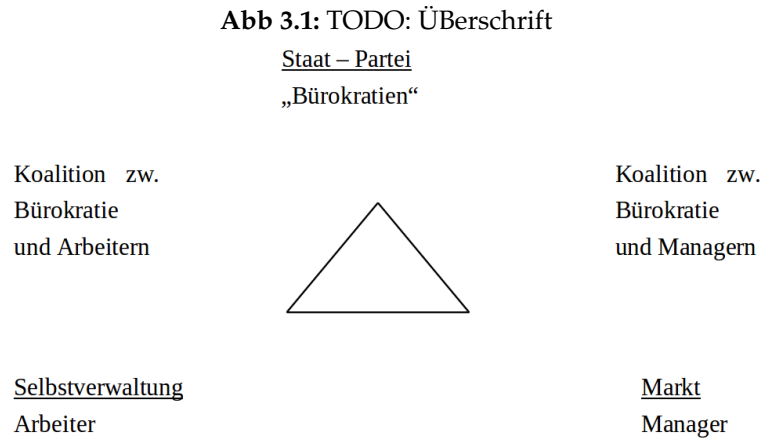 Abb 3.1: TODO: ÜBerschrift
Staat – Partei
„Bürokratien“
Koalition zw.
Bürokratie
und Arbeitern
Koalition zw.
Bürokratie
und Managern
Selbstverwaltung
Arbeiter
Markt
Manager